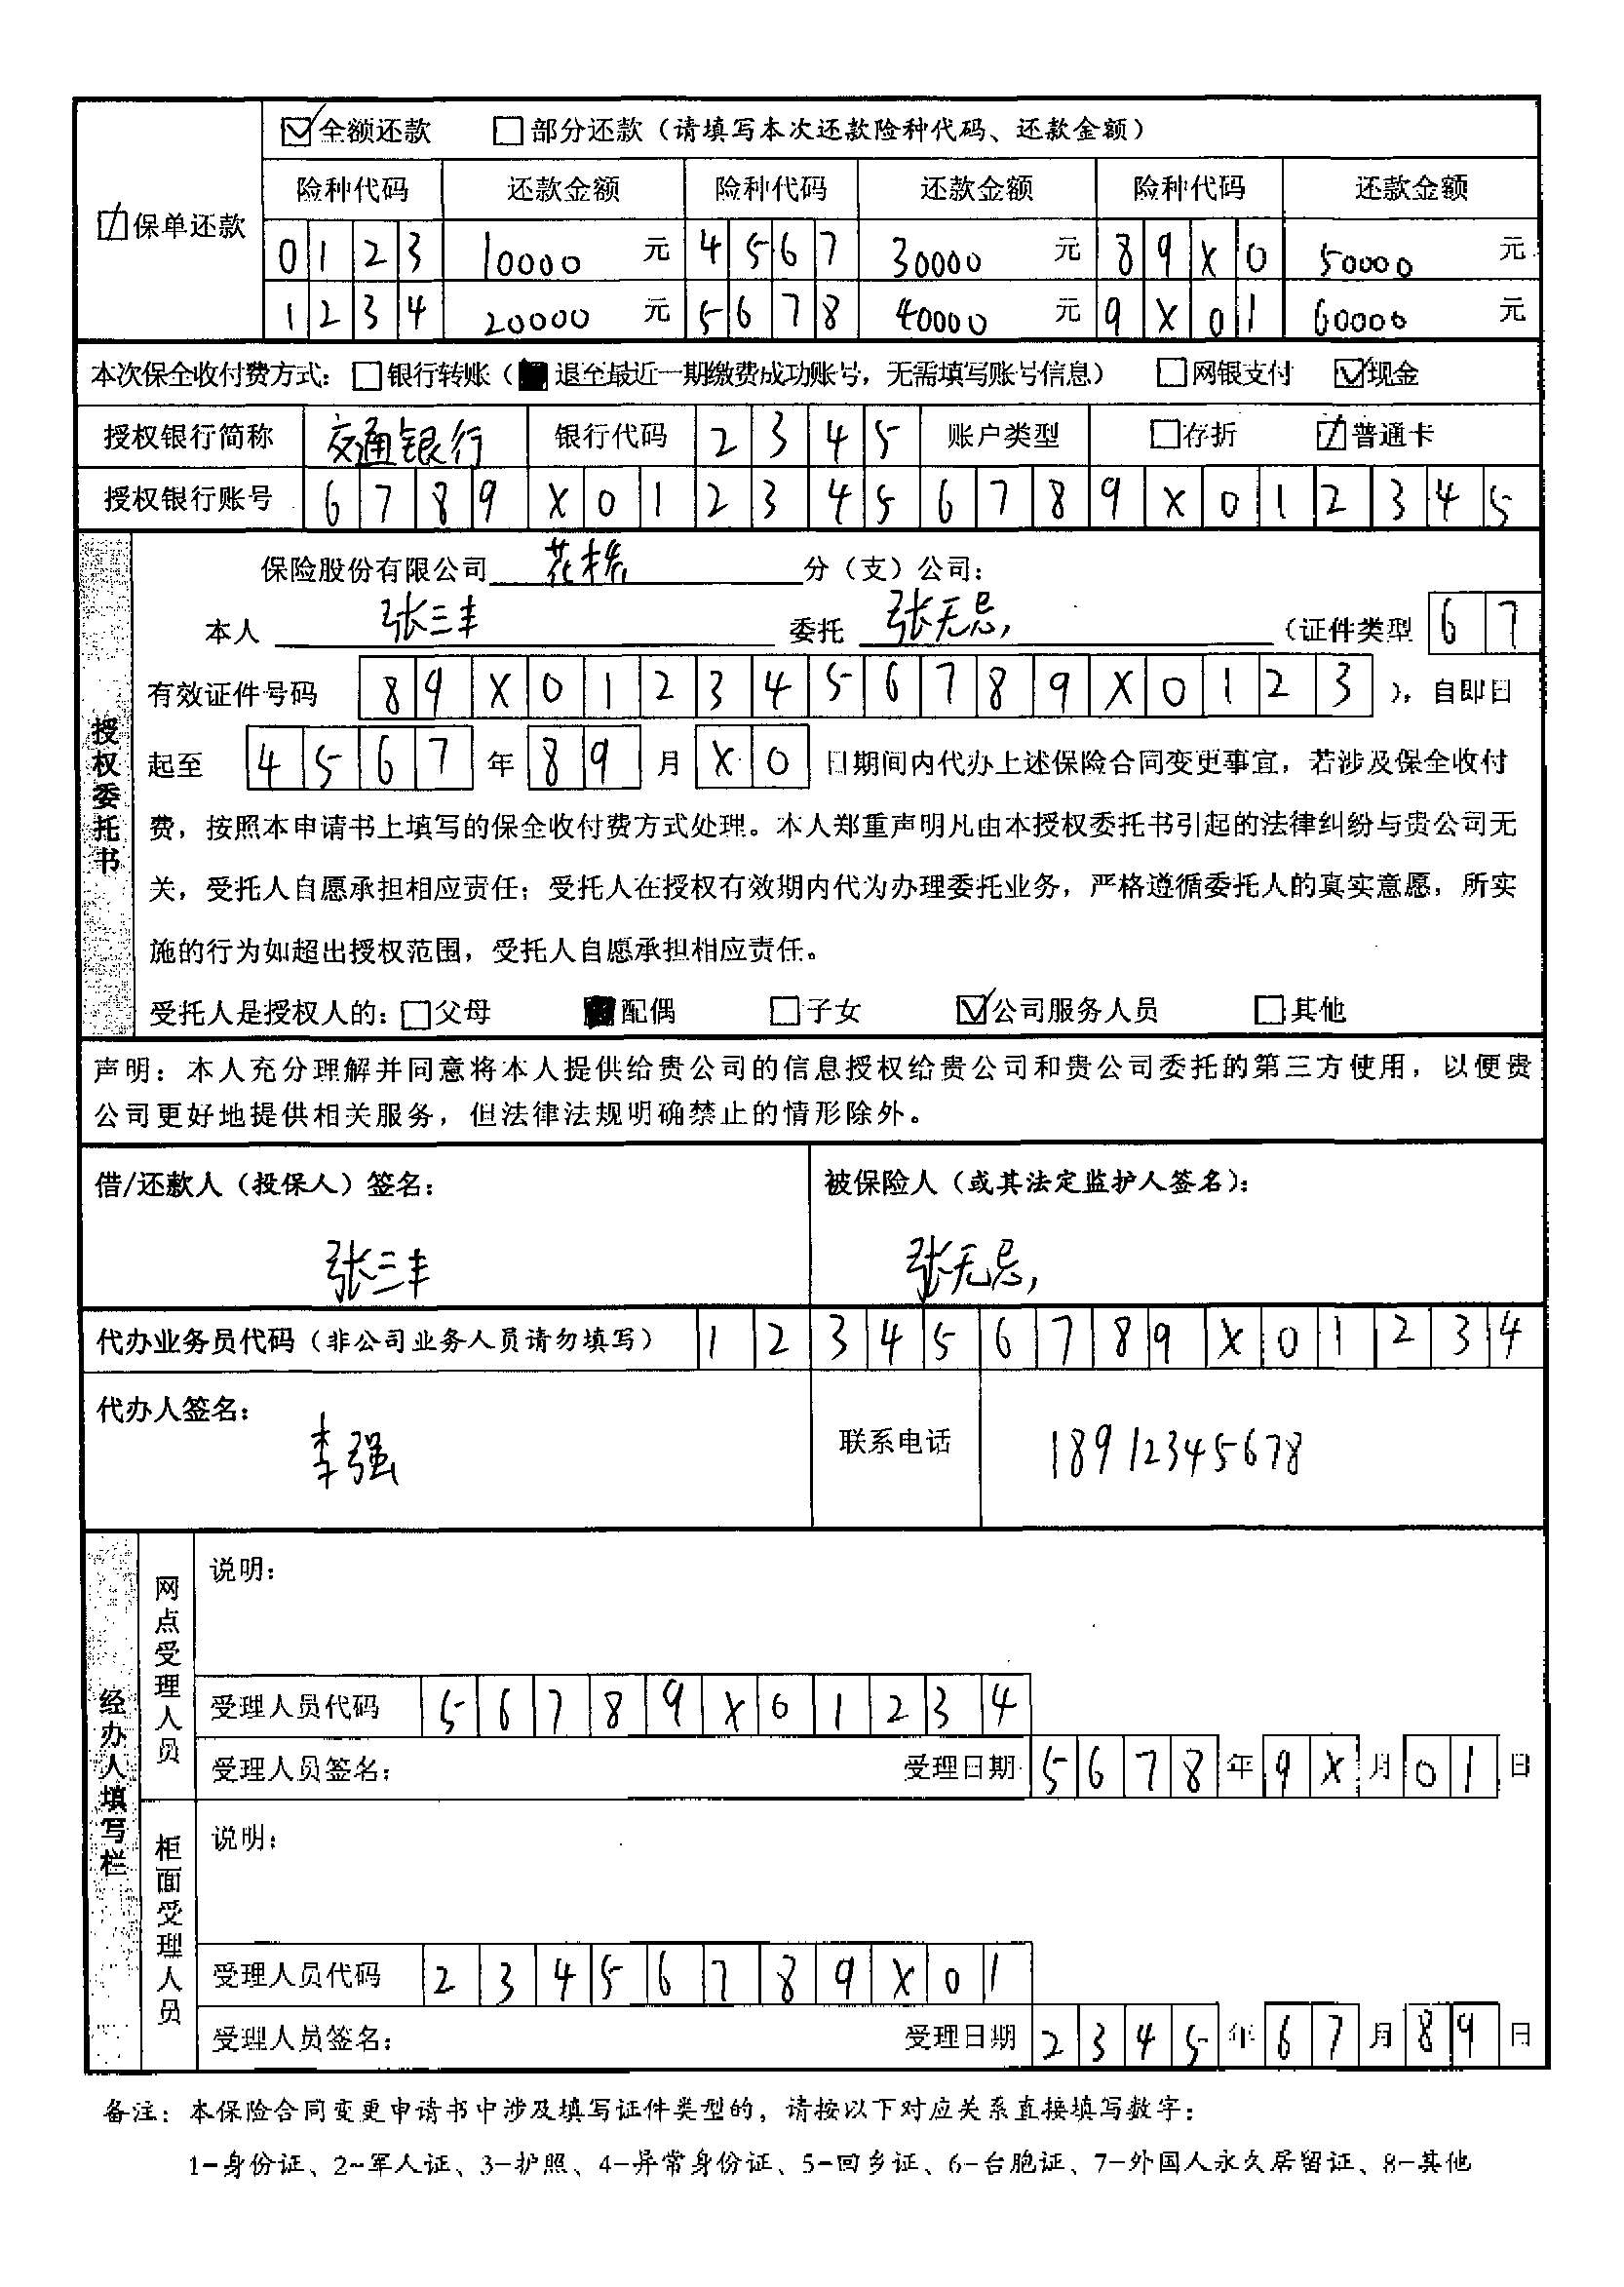 ☑全额还款 ☐部分还款（请填写本次还款险种代码、还款金额）
险种代码 还款金额 险种代码 还款金额 险种代码 还款金额
☑保单还款
0123 10000 元 4567 30000 元 89X0 50000 元
1234 20000 元 5678 40000 元 9X01 60000 元
本次保全收付费方式：☐银行转账（■退至最近一期缴费成功账号，无需填写账号信息） ☐网银支付 ☑现金
授权银行简称 交通银行 银行代码 2345 账户类型 ☐存折 ☑普通卡
授权银行账号 6789X0123456789X012345
授权委托书
保险股份有限公司 花桥 分（支）公司：
本人 张三丰 委托 张无忌，（证件类型 67
有效证件号码 89X0123456789X0123 ），自即日
起至 4567 年 89 月 X0 日期间内代办上述保险合同变更事宜，若涉及保全收付
费，按照本申请书上填写的保全收付费方式处理。本人郑重声明凡由本授权委托书引起的法律纠纷与贵公司无
关，受托人自愿承担相应责任；受托人在授权有效期内代为办理委托业务，严格遵循委托人的真实意愿，所实
施的行为如超出授权范围，受托人自愿承担相应责任。
受托人是授权人的：☐父母 ■配偶 ☐子女 ☑公司服务人员 ☐其他
声明：本人充分理解并同意将本人提供给贵公司的信息授权给贵公司和贵公司委托的第三方使用，以便贵
公司更好地提供相关服务，但法律法规明确禁止的情形除外。
借/还款人（投保人）签名： 被保险人（或其法定监护人签名）：
张三丰 张无忌，
代办业务员代码（非公司业务人员请勿填写） 123456789X01234
代办人签名： 李强 联系电话 18912345678
经办人填写栏
网点受理人员
说明：
受理人员代码 56789X01234
受理人员签名： 受理日期 5678 年 9X 月 01 日
柜面受理人员
说明：
受理人员代码 23456789X01
受理人员签名： 受理日期 2345 年 67 月 89 日
备注：本保险合同变更申请书中涉及填写证件类型的，请按以下对应关系直接填写数字：
1-身份证、2-军人证、3-护照、4-异常身份证、5-回乡证、6-台胞证、7-外国人永久居留证、8-其他